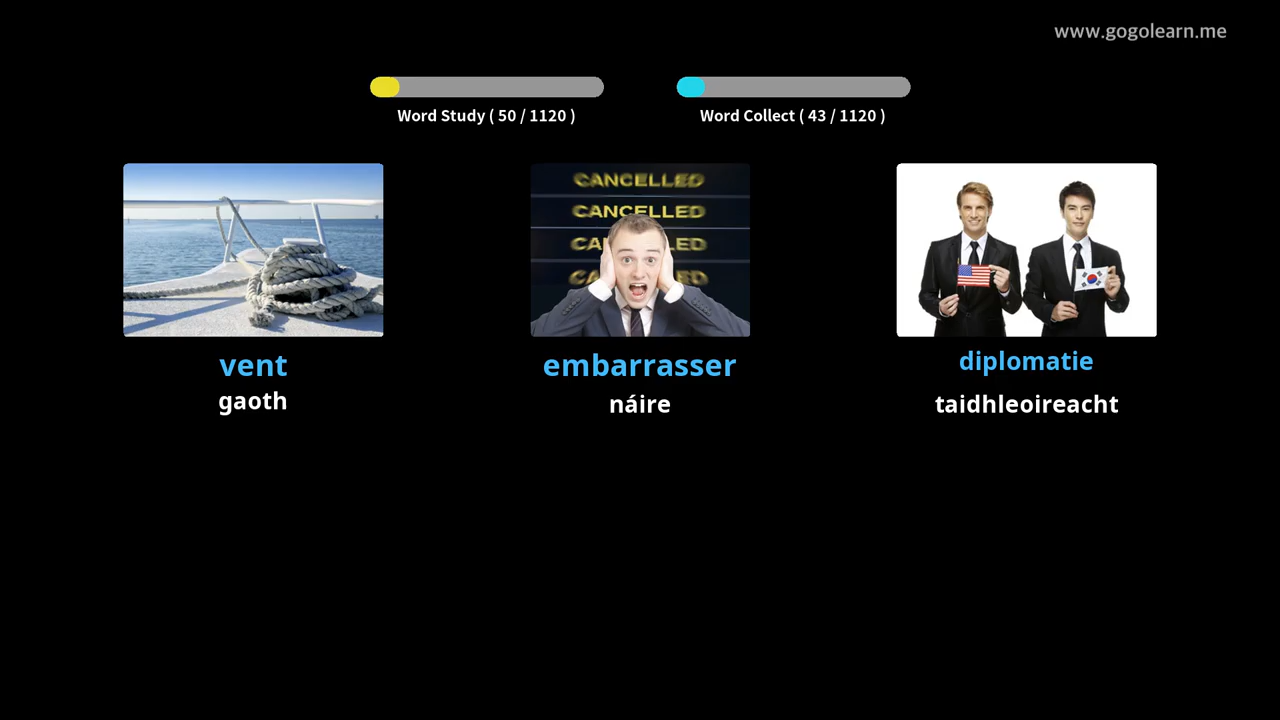 www.gogolearn.me
Word Study ( 50 / 1120 )
Word Collect ( 43 / 1120 )
CANCELLED
CANCELLED
vent
embarrasser
diplomatie
gaoth
náire
taidhleoireacht